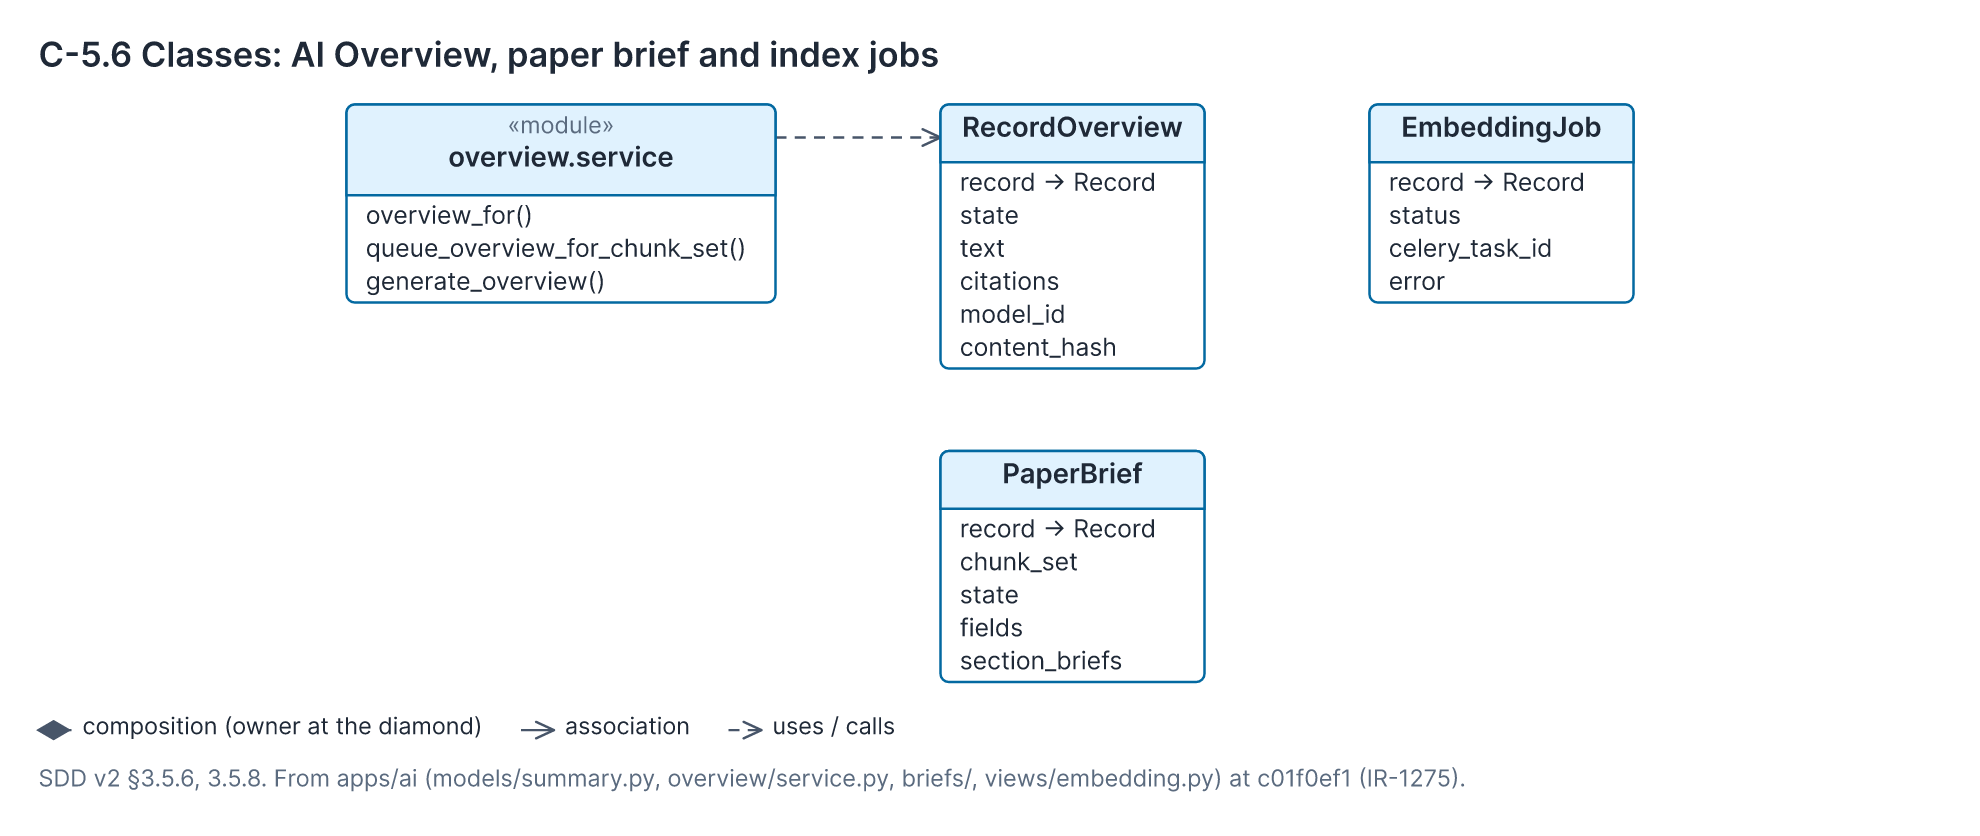 C-5.6 Classes: AI Overview, paper brief and index jobs
«module»
overview.service
overview_for()
queue_overview_for_chunk_set()
generate_overview()
RecordOverview
record → Record
state
text
citations
model_id
content_hash
EmbeddingJob
record → Record
status
celery_task_id
error
PaperBrief
record → Record
chunk_set
state
fields
section_briefs
composition (owner at the diamond)
association
uses / calls
SDD v2 §3.5.6, 3.5.8. From apps/ai (models/summary.py, overview/service.py, briefs/, views/embedding.py) at c01f0ef1 (IR-1275).